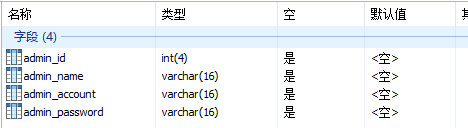 名称 类型 空 默认值
字段 (4)
admin_id int(4) 是 <空>
admin_name varchar(16) 是 <空>
admin_account varchar(16) 是 <空>
admin_password varchar(16) 是 <空>